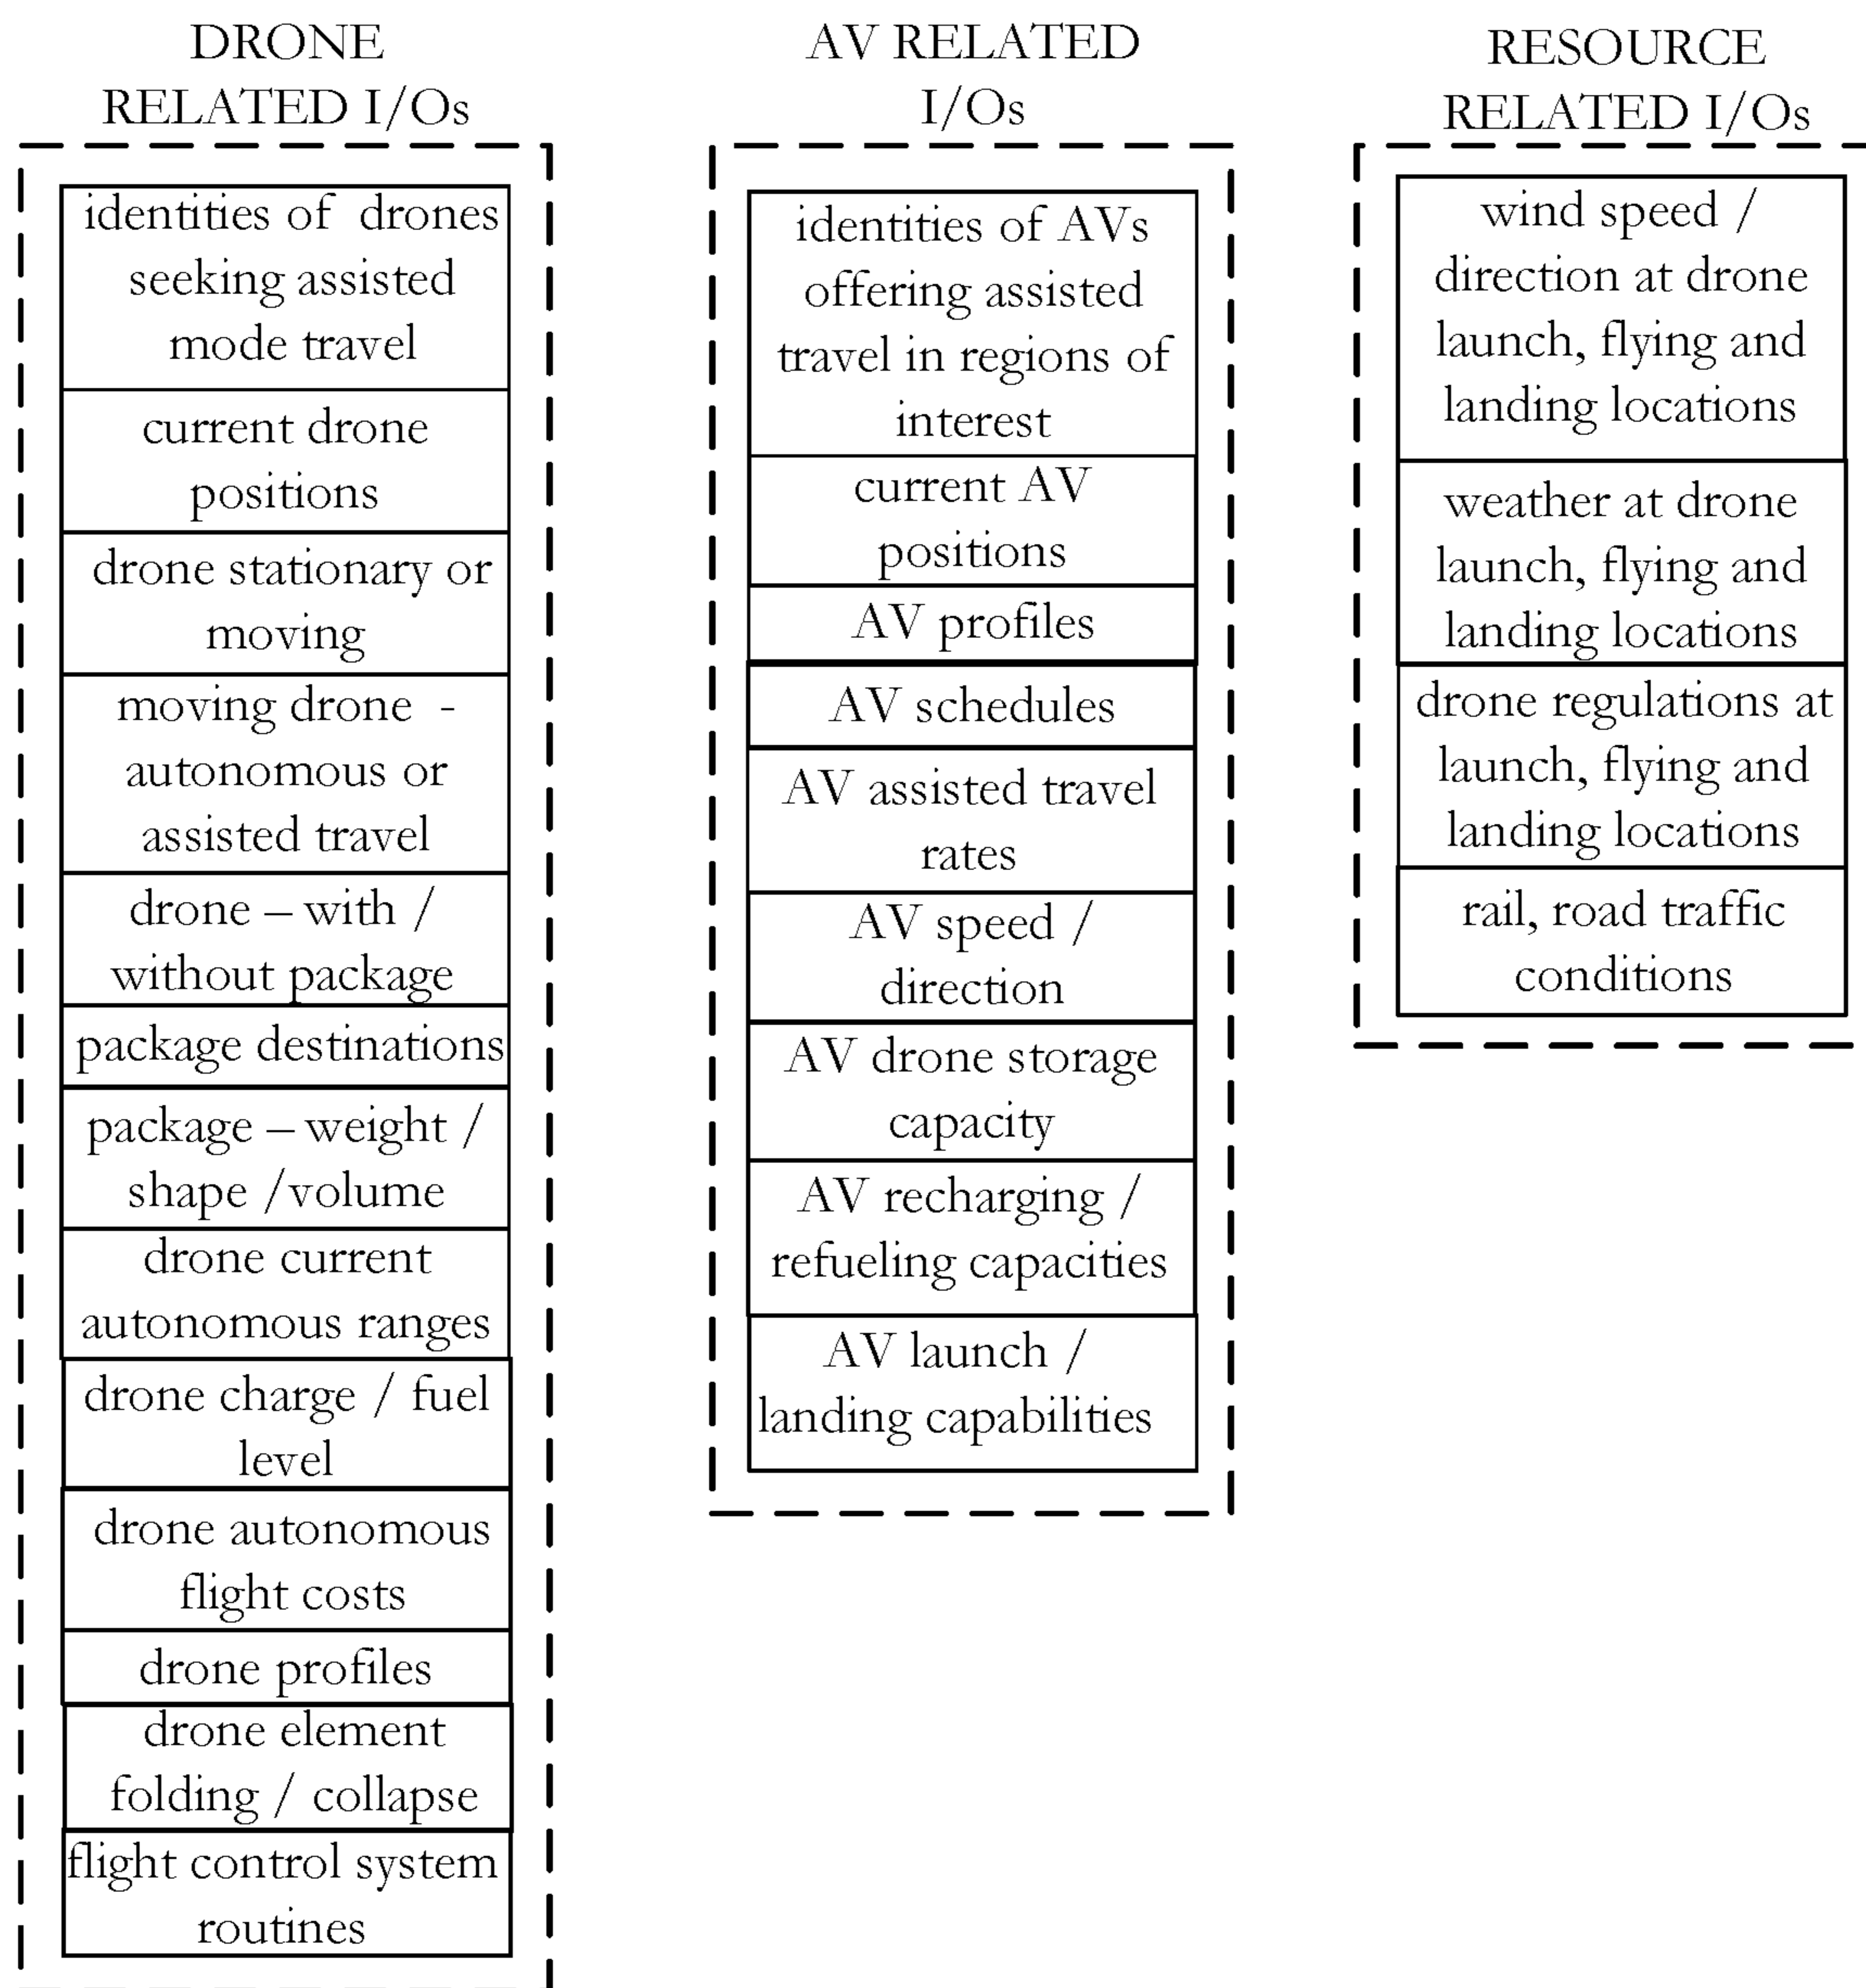 DRONE
RELATED I/Os
identities of drones
seeking assisted
mode travel
current drone
positions
drone stationary or
moving
moving drone -
autonomous or
assisted travel
drone – with /
without package
package destinations
package – weight /
shape /volume
drone current
autonomous ranges
drone charge / fuel
level
drone autonomous
flight costs
drone profiles
drone element
folding / collapse
flight control system
routines
AV RELATED
I/Os
identities of AVs
offering assisted
travel in regions of
interest
current AV
positions
AV profiles
AV schedules
AV assisted travel
rates
AV speed /
direction
AV drone storage
capacity
AV recharging /
refueling capacities
AV launch /
landing capabilities
RESOURCE
RELATED I/Os
wind speed /
direction at drone
launch, flying and
landing locations
weather at drone
launch, flying and
landing locations
drone regulations at
launch, flying and
landing locations
rail, road traffic
conditions